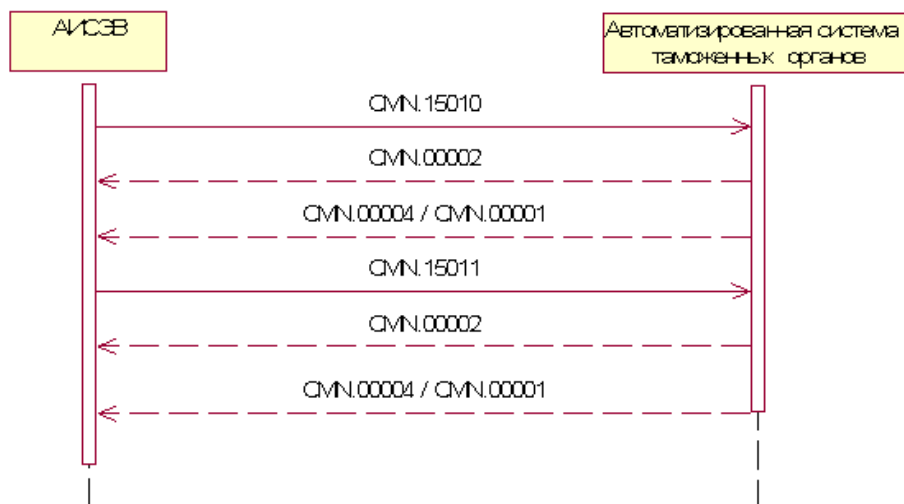 АИСЭВ
Автоматизированная система
таможенных органов
CMN.15010
CMN.00002
CMN.00004 / CMN.00001
CMN.15011
CMN.00002
CMN.00004 / CMN.00001